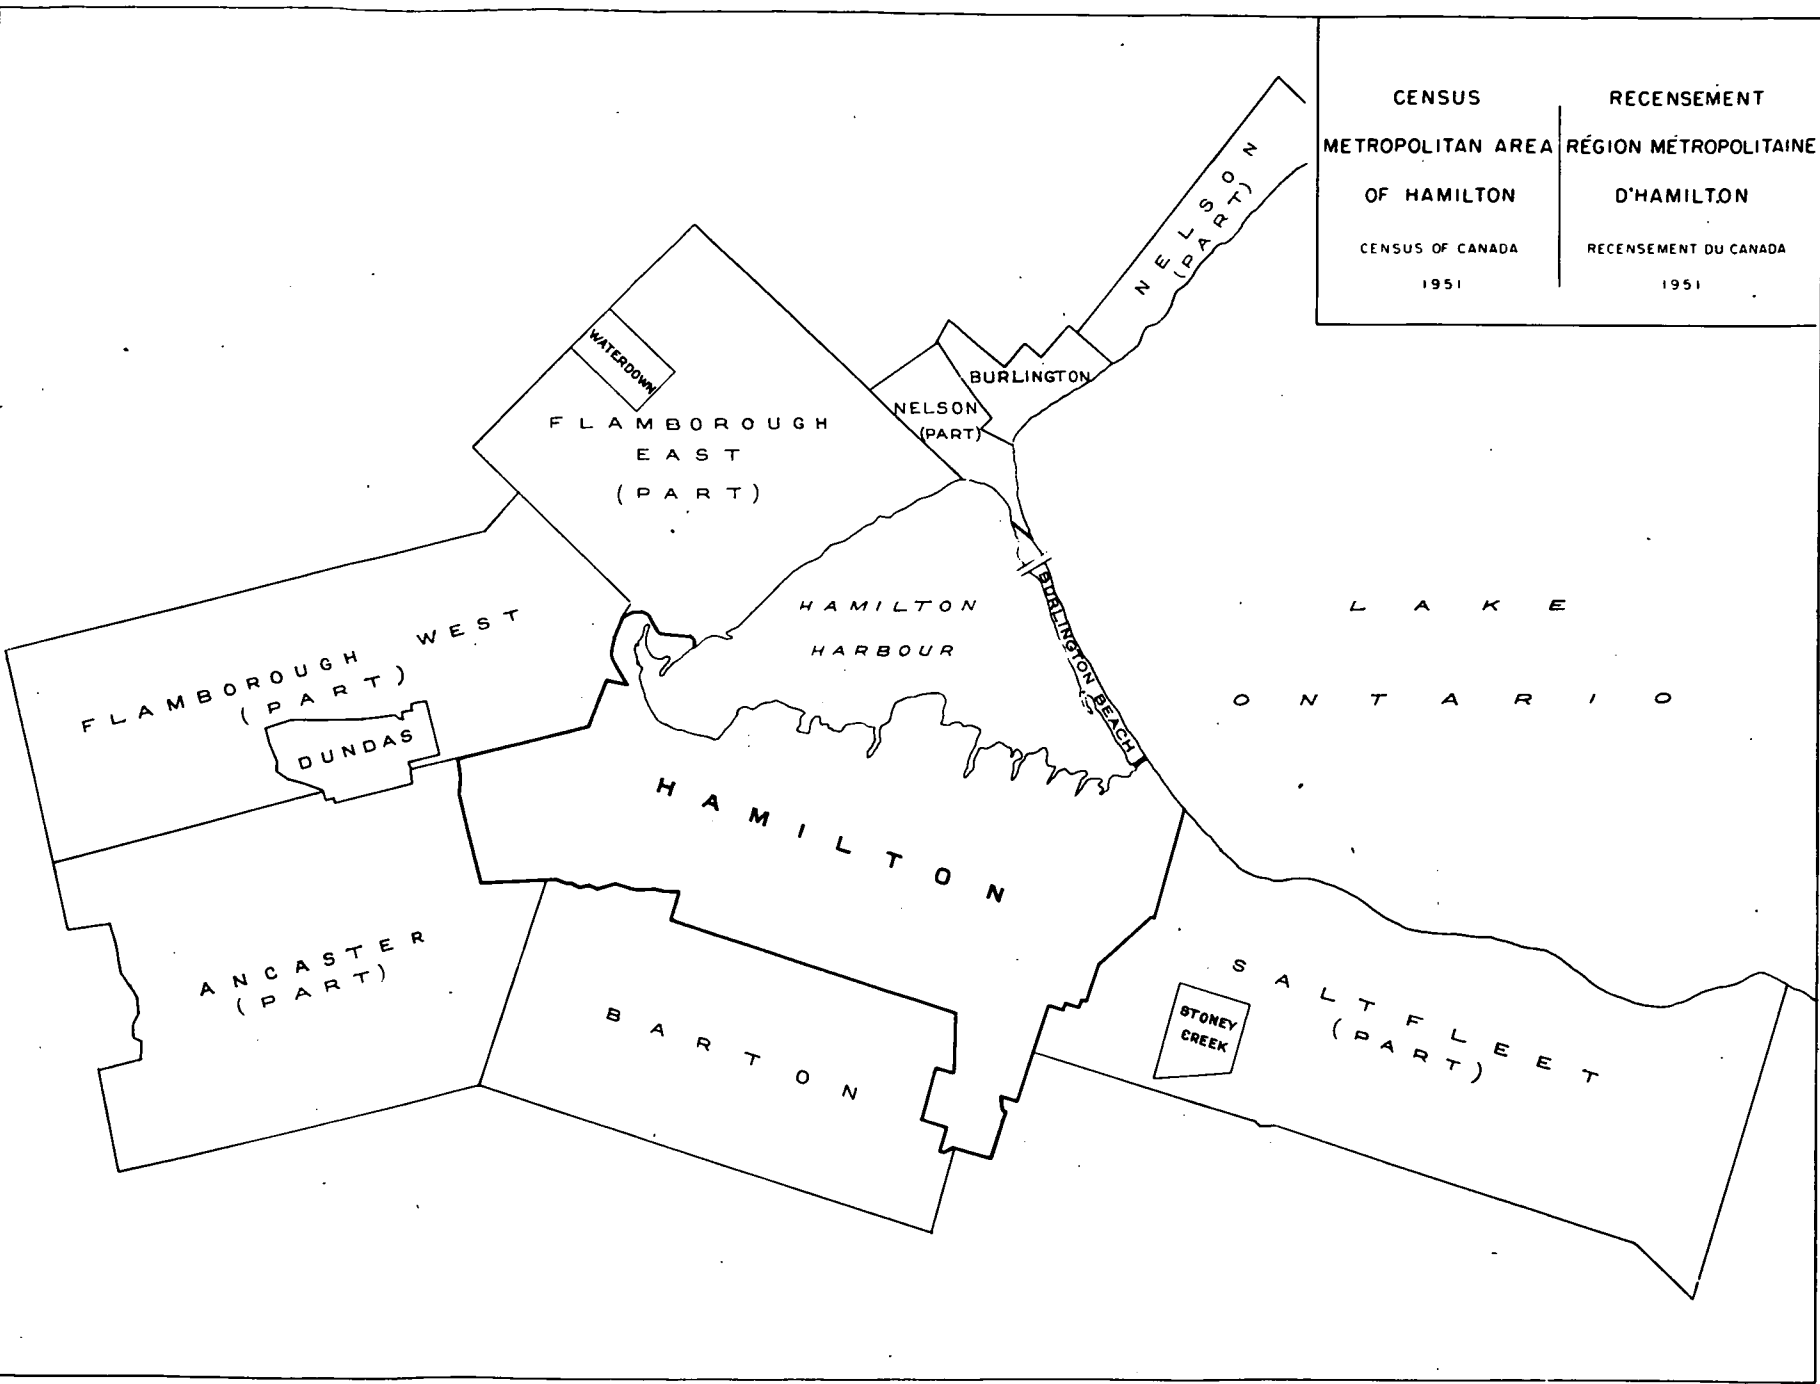 CENSUS
METROPOLITAN AREA
OF HAMILTON
CENSUS OF CANADA
1951
RECENSEMENT
RÉGION MÉTROPOLITAINE
D'HAMILTON
RECENSEMENT DU CANADA
1951
NELSON
(PART)
WATERDOWN
BURLINGTON
NELSON
(PART)
FLAMBOROUGH
EAST
(PART)
HAMILTON
HARBOUR
BURLINGTON BEACH
LAKE
ONTARIO
FLAMBOROUGH WEST
(PART)
DUNDAS
HAMILTON
ANCASTER
(PART)
BARTON
SALTFLEET
(PART)
STONEY
CREEK